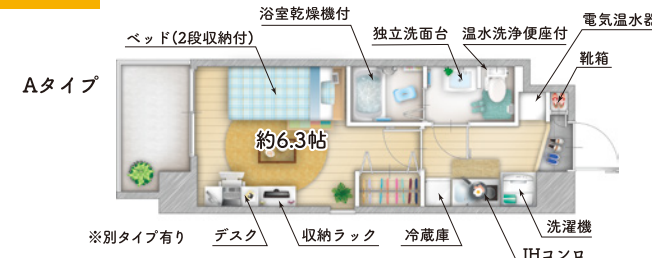 浴室乾燥機付
電気温水器
ベッド(2段収納付)
独立洗面台
温水洗浄便座付
靴箱
Aタイプ
約6.3帖
洗濯機
※別タイプ有り
デスク
収納ラック
冷蔵庫
IHコンロ